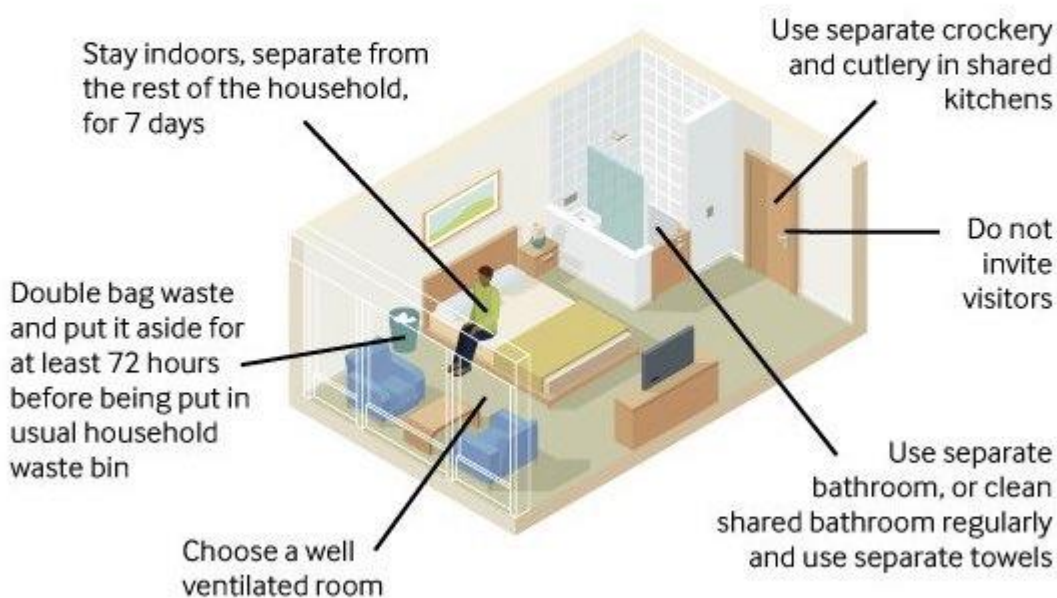 Stay indoors, separate from
the rest of the household,
for 7 days
Use separate crockery
and cutlery in shared
kitchens
Do not
invite
visitors
Double bag waste
and put it aside for
at least 72 hours
before being put in
usual household
waste bin
Use separate
bathroom, or clean
shared bathroom regularly
and use separate towels
Choose a well
ventilated room